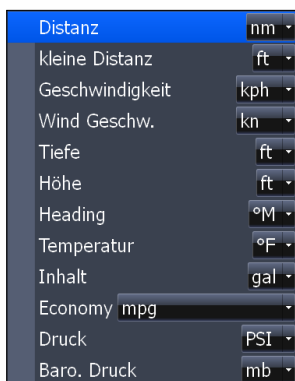 Distanz nm
kleine Distanz ft
Geschwindigkeit kph
Wind Geschw. kn
Tiefe ft
Höhe ft
Heading °M
Temperatur °F
Inhalt gal
Economy mpg
Druck PSI
Baro. Druck mb